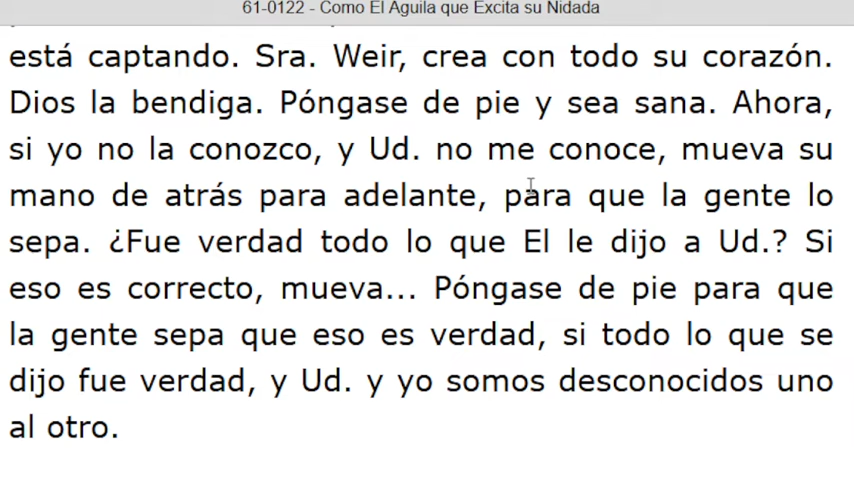 61-0122 - Como El Aguila que Excita su Nidada
está captando. Sra. Weir, crea con todo su corazón.
Dios la bendiga. Póngase de pie y sea sana. Ahora,
si yo no la conozco, y Ud. no me conoce, mueva su
mano de atrás para adelante, para que la gente lo
sepa. ¿Fue verdad todo lo que El le dijo a Ud.? Si
eso es correcto, mueva... Póngase de pie para que
la gente sepa que eso es verdad, si todo lo que se
dijo fue verdad, y Ud. y yo somos desconocidos uno
al otro.